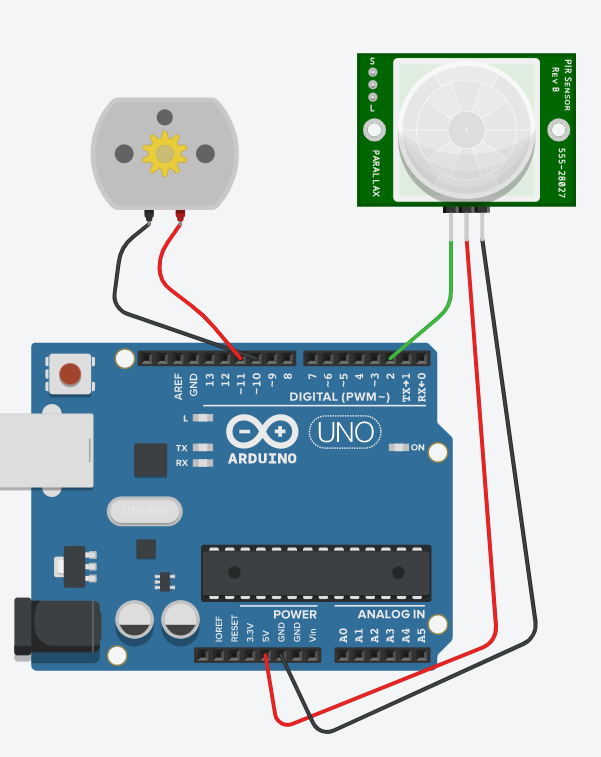 S
L
PARALLAX
PIR SENSOR
REV B
555-28027
AREF
GND
13
12
~11
~10
~9
8
7
~6
~5
4
~3
2
TX→1
RX←0
DIGITAL (PWM~)
L
TX
RX
ARDUINO
UNO
ON
POWER
ANALOG IN
IOREF
RESET
3.3V
5V
GND
GND
Vin
A0
A1
A2
A3
A4
A5